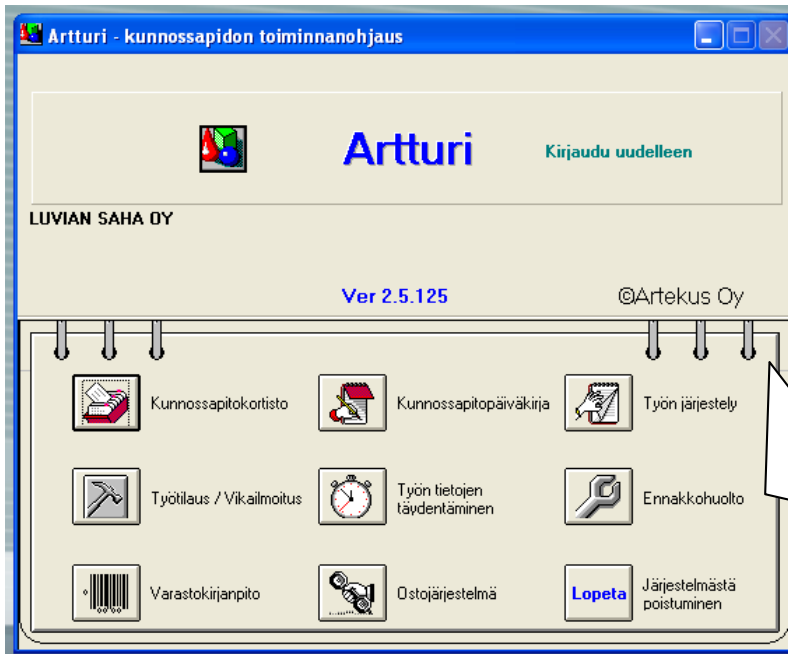 Artturi - kunnossapidon toiminnanohjaus
Artturi
Kirjaudu uudelleen
LUVIAN SAHA OY
Ver 2.5.125
©Artekus Oy
Kunnossapitokortisto
Kunnossapitopäiväkirja
Työn järjestely
Työtilaus / Vikailmoitus
Työn tietojen
täydentäminen
Ennakkohuolto
Varastokirjanpito
Ostojärjestelmä
Lopeta
Järjestelmästä
poistuminen